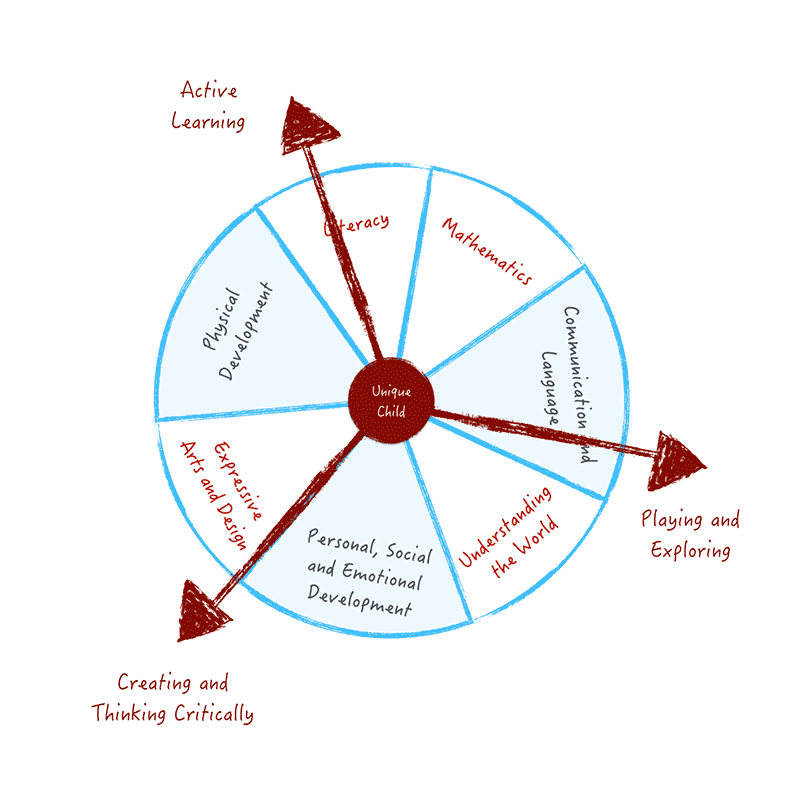 Active
Learning
Literacy
Mathematics
Physical
Development
Communication and
Language
Unique
Child
Expressive
Arts and Design
Personal, Social
and Emotional
Development
Understanding
the World
Playing and
Exploring
Creating and
Thinking Critically